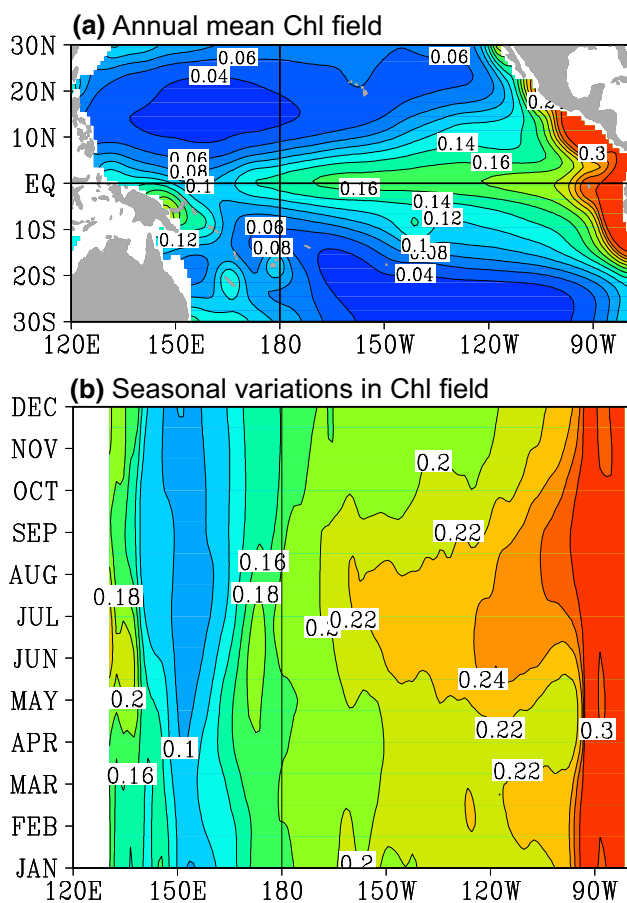 (a) Annual mean Chl field
30N
0.06
0.06
0.04
20N
0.14
10N
0.3
0.06
0.16
0.08
0.1
EQ
0.16
0.14
0.12
10S
0.06
0.12
0.08
0.1
0.08
0.04
20S
30S
120E 150E 180 150W 120W 90W
(b) Seasonal variations in Chl field
DEC
NOV
0.2
OCT
SEP
0.22
0.16
AUG
0.18
0.18
JUL
0.22
JUN
0.24
MAY
0.2
0.22
0.3
APR
0.1
0.22
0.16
MAR
FEB
0.2
JAN
120E 150E 180 150W 120W 90W